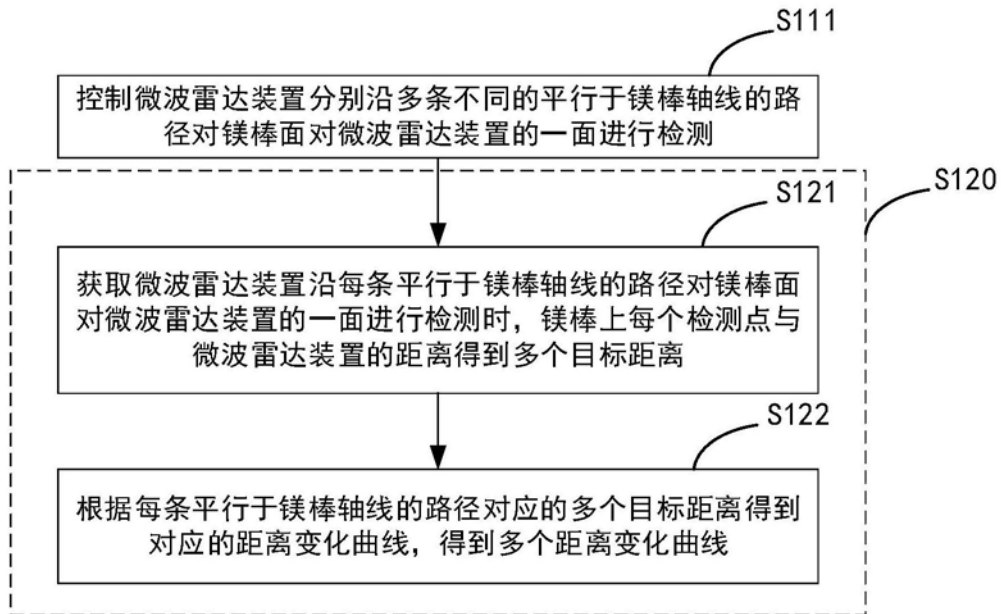 S111
控制微波雷达装置分别沿多条不同的平行于镁棒轴线的路
径对镁棒面对微波雷达装置的一面进行检测
S120
S121
获取微波雷达装置沿每条平行于镁棒轴线的路径对镁棒面
对微波雷达装置的一面进行检测时，镁棒上每个检测点与
微波雷达装置的距离得到多个目标距离
S122
根据每条平行于镁棒轴线的路径对应的多个目标距离得到
对应的距离变化曲线，得到多个距离变化曲线